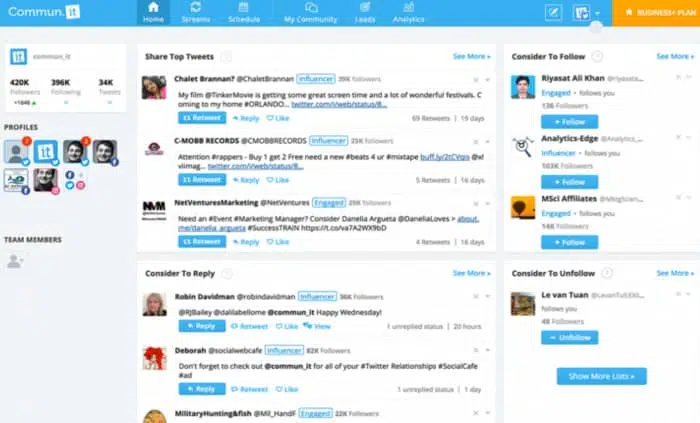 Commun.it
Home
Streams
Schedule
My Community
Leads
Analytics
BUSINESS+ PLAN
commun_it
420K
396K
34K
Followers
Following
Tweets
+1646
PROFILES
TEAM MEMBERS
Share Top Tweets
See More »
Chalet Brannan? @ChaletBrannan Influencer 39K Followers
My film @TinkerMovie is getting some great screen time and a lot of wonderful festivals. C
oming to my home #ORLANDO... twitter.com/i/web/status/8...
Retweet Reply Like
69 Retweets | 19 days
C-MOBB RECORDS @CMOBBRECORDS Influencer 25K Followers
Attention #rappers - Buy 1 get 2 Free need a new #beats 4 ur #mixtape buff.ly/2tCVqis @el
vlimag... twitter.com/i/web/status/8...
Retweet Reply Like
5 Retweets | 16 days
NetVenturesMarketing @NetVentures Engaged 29K Followers
Need an #Event #Marketing Manager? Consider Danelia Argueta @DaneliaLoves > about.
me/danelia_argueta #SuccessTRAIN https://t.co/va7A2WX9bD
Retweet Reply Like
4 Retweets | 16 days
Consider To Reply
See More »
Robin Davidman @robindavidman Influencer 36K Followers
@RJBailey @dalilabellome @commun_it Happy Wednesday!
Reply Retweet Like View
1 unreplied status | 20 hours
Deborah @socialwebcafe Influencer 82K Followers
Don't forget to check out @commun_it for all of your #Twitter Relationships #SocialCafe
#ad
Reply Retweet Like
1 unreplied status | 1 day
MilitaryHunting&fish @Mil_HandF Engaged 22K Followers
Consider To Follow
See More »
Riyasat Ali Khan @riyasata...
Engaged • follows you
136 Followers
+ Follow
Analytics-Edge @Analytics_...
Influencer • follows you
103K Followers
+ Follow
MSci Affiliates
Engaged • follows you
14K Followers
+ Follow
Consider To Unfollow
See More »
Le van Tuan
follows you
48 Followers
− Unfollow
Show More Lists »